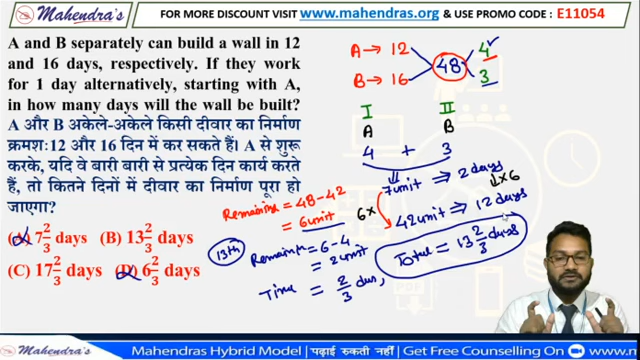 Mahendra's
FOR MORE DISCOUNT VISIT www.mahendras.org & USE PROMO CODE : E11054
A and B separately can build a wall in 12
and 16 days, respectively. If they work
for 1 day alternatively, starting with A,
in how many days will the wall be built?
A और B अकेले-अकेले किसी दीवार का निर्माण
क्रमश: 12 और 16 दिन में कर सकते हैं। A से शुरू
करके, यदि वे बारी बारी से प्रत्येक दिन कार्य करते
हैं, तो कितने दिनों में दीवार का निर्माण पूरा हो
जाएगा?
(A) 7 2/3 days (B) 13 2/3 days
(C) 17 2/3 days (D) 6 2/3 days
A → 12
B → 16
48
4
3
I II
A B
4 + 3
7 unit ⇒ 2 days
×6
6×
42 unit ⇒ 12 days
Total = 13 2/3 days
Remaining = 48 - 42
= 6 unit
13th
Remain = 6 - 4
= 2 unit
Time = 2/3 day
Mahendra's
Mahendras Hybrid Model | पढ़ाई रुकती नहीं | Get Free Counselling On